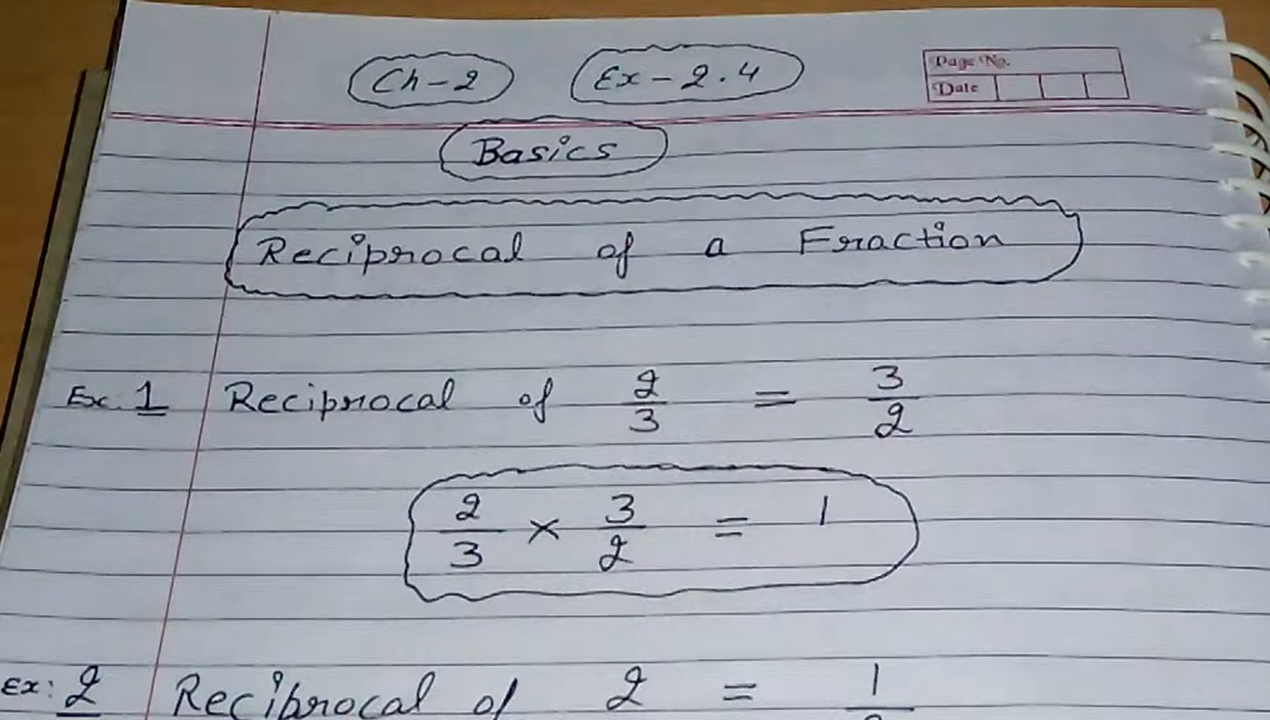 Ch-2 Ex-2.4
Page No.
Date
Basics
Reciprocal of a Fraction
Ex. 1 Reciprocal of 2/3 = 3/2
2/3 × 3/2 = 1
Ex: 2 Reciprocal of 2 = 1/